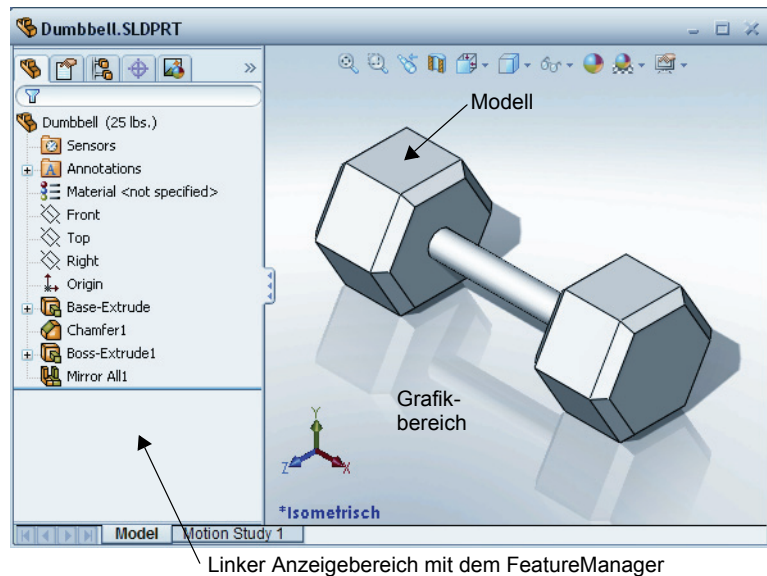 Dumbbell.SLDPRT
Modell
Dumbbell (25 lbs.)
Sensors
Annotations
Material <not specified>
Front
Top
Right
Origin
Base-Extrude
Chamfer1
Boss-Extrude1
Mirror All1
Grafik-
bereich
Y
Z
X
*Isometrisch
Model
Motion Study 1
Linker Anzeigebereich mit dem FeatureManager